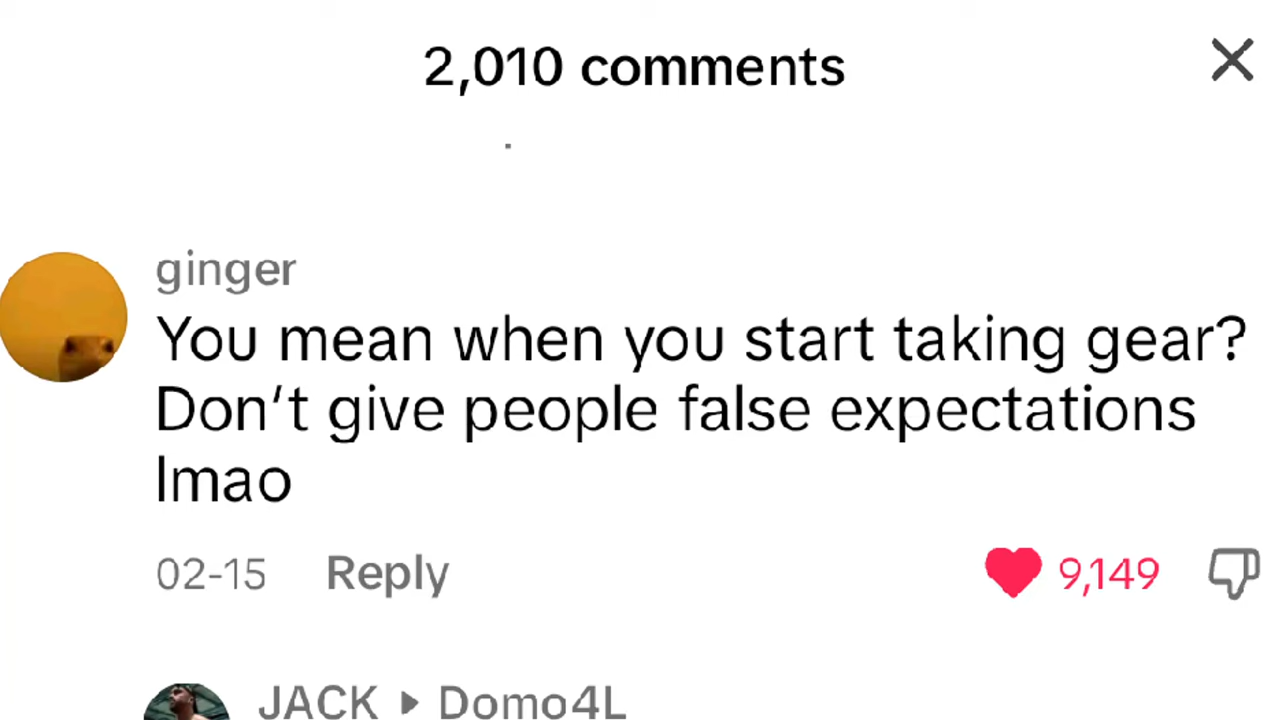 2,010 comments
ginger
You mean when you start taking gear?
Don't give people false expectations
lmao
02-15 Reply 9,149
JACK ▸ Domo4L